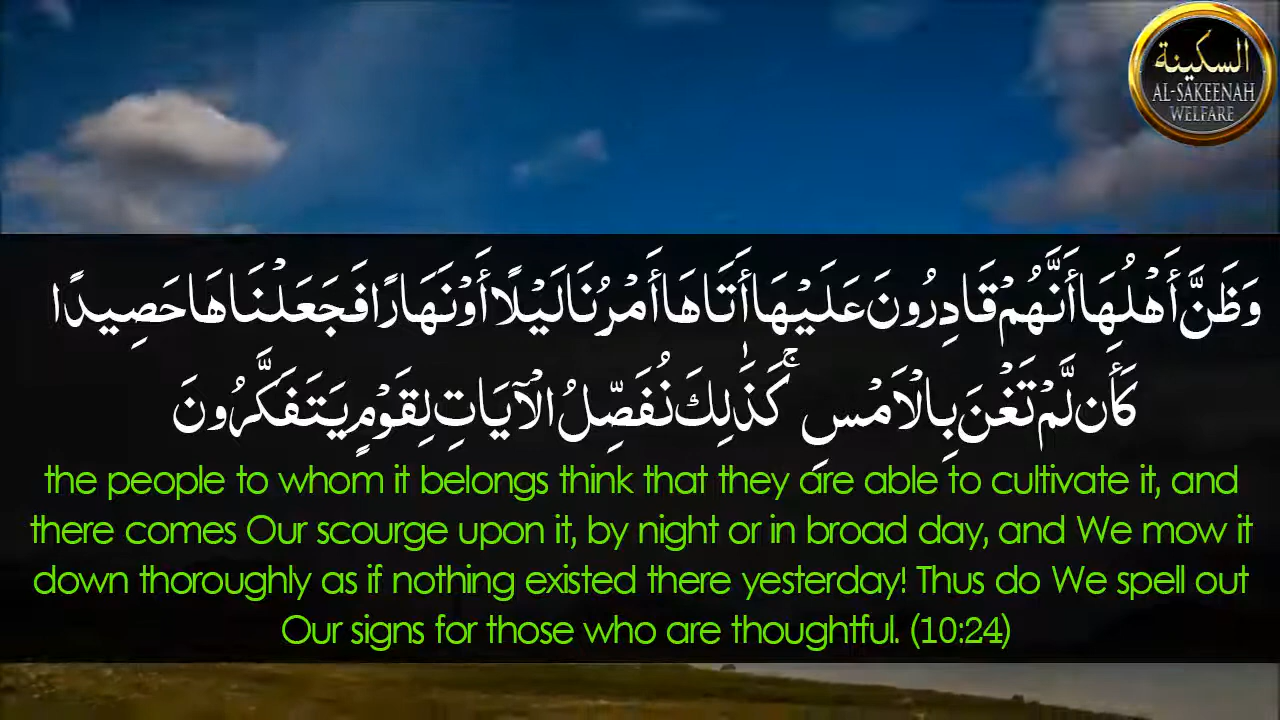 السكينة
AL-SAKEENAH
WELFARE
وَظَنَّ أَهْلُهَا أَنَّهُمْ قَادِرُونَ عَلَيْهَا أَتَاهَا أَمْرُنَا لَيْلًا أَوْ نَهَارًا فَجَعَلْنَاهَا حَصِيدًا
كَأَن لَّمْ تَغْنَ بِالْأَمْسِ ۚ كَذَٰلِكَ نُفَصِّلُ الْآيَاتِ لِقَوْمٍ يَتَفَكَّرُونَ
the people to whom it belongs think that they are able to cultivate it, and
there comes Our scourge upon it, by night or in broad day, and We mow it
down thoroughly as if nothing existed there yesterday! Thus do We spell out
Our signs for those who are thoughtful. (10:24)